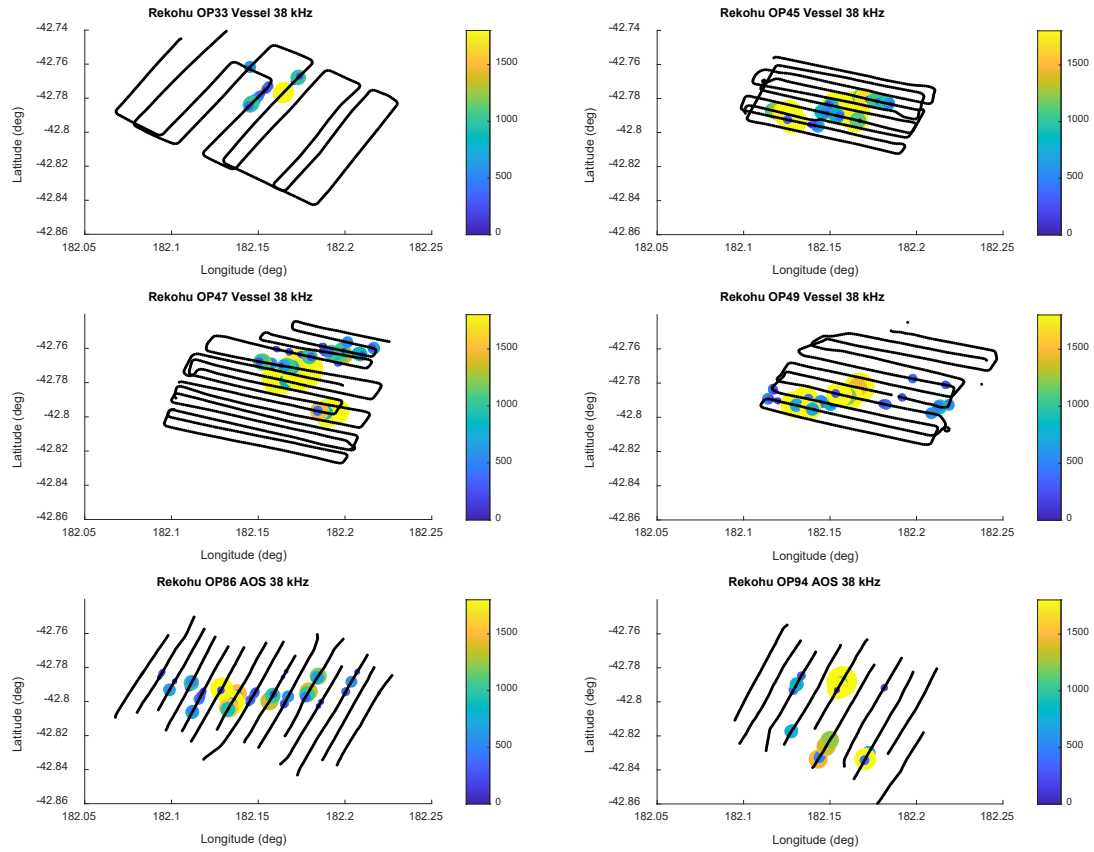 Rekohu OP33 Vessel 38 kHz
-42.74
-42.76
-42.78
-42.8
-42.82
-42.84
-42.86
182.05 182.1 182.15 182.2 182.25
Latitude (deg)
Longitude (deg)
1500
1000
500
0
Rekohu OP45 Vessel 38 kHz
-42.74
-42.76
-42.78
-42.8
-42.82
-42.84
-42.86
182.05 182.1 182.15 182.2 182.25
Latitude (deg)
Longitude (deg)
1500
1000
500
0
Rekohu OP47 Vessel 38 kHz
-42.76
-42.78
-42.8
-42.82
-42.84
-42.86
182.05 182.1 182.15 182.2 182.25
Latitude (deg)
Longitude (deg)
1500
1000
500
0
Rekohu OP49 Vessel 38 kHz
-42.76
-42.78
-42.8
-42.82
-42.84
-42.86
182.05 182.1 182.15 182.2 182.25
Latitude (deg)
Longitude (deg)
1500
1000
500
0
Rekohu OP86 AOS 38 kHz
-42.76
-42.78
-42.8
-42.82
-42.84
-42.86
182.05 182.1 182.15 182.2 182.25
Latitude (deg)
Longitude (deg)
1500
1000
500
0
Rekohu OP94 AOS 38 kHz
-42.76
-42.78
-42.8
-42.82
-42.84
-42.86
182.05 182.1 182.15 182.2 182.25
Latitude (deg)
Longitude (deg)
1500
1000
500
0